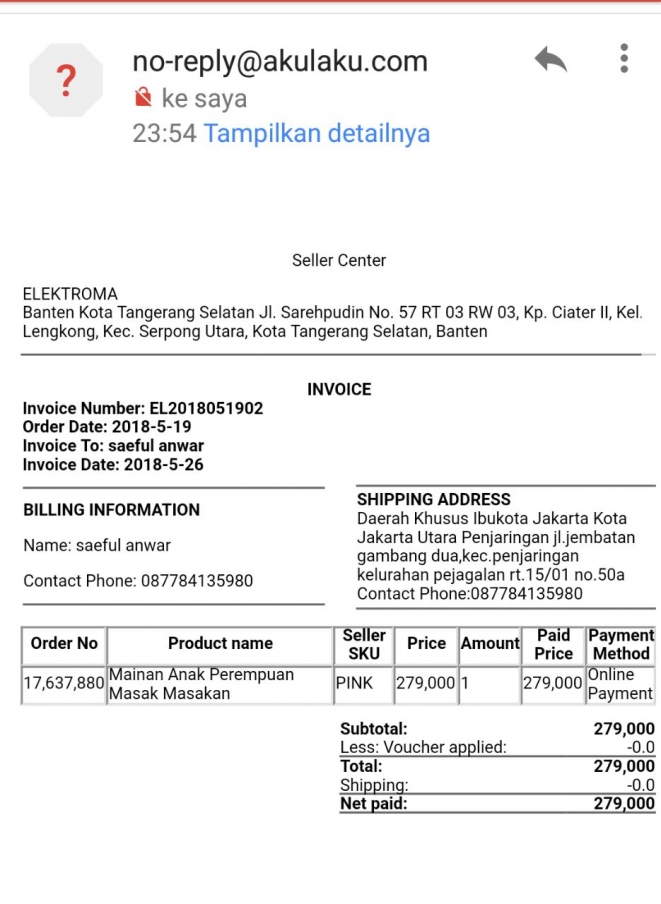 ?
no-reply@akulaku.com
ke saya
23:54 Tampilkan detailnya
Seller Center
ELEKTROMA
Banten Kota Tangerang Selatan Jl. Sarehpudin No. 57 RT 03 RW 03, Kp. Ciater II, Kel.
Lengkong, Kec. Serpong Utara, Kota Tangerang Selatan, Banten
INVOICE
Invoice Number: EL2018051902
Order Date: 2018-5-19
Invoice To: saeful anwar
Invoice Date: 2018-5-26
BILLING INFORMATION
Name: saeful anwar
Contact Phone: 087784135980
SHIPPING ADDRESS
Daerah Khusus Ibukota Jakarta Kota
Jakarta Utara Penjaringan jl.jembatan
gambang dua,kec.penjaringan
kelurahan pejagalan rt.15/01 no.50a
Contact Phone:087784135980
Order No Product name Seller SKU Price Amount Paid Price Payment Method
17,637,880 Mainan Anak Perempuan Masak Masakan PINK 279,000 1 279,000 Online Payment
Subtotal: 279,000
Less: Voucher applied: -0.0
Total: 279,000
Shipping: -0.0
Net paid: 279,000